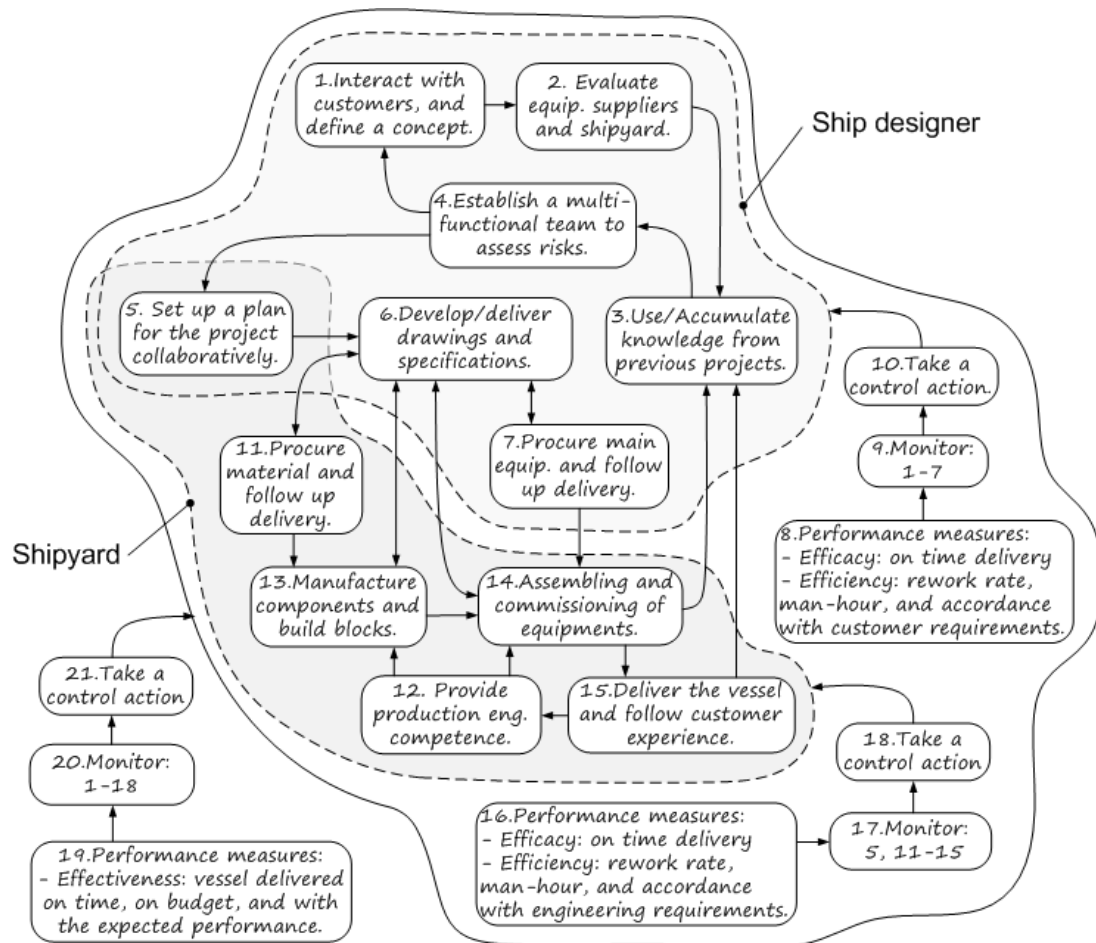 1.Interact with
customers, and
define a concept.
2. Evaluate
equip. suppliers
and shipyard.
Ship designer
4.Establish a multi-
functional team to
assess risks.
5. Set up a plan
for the project
collaboratively.
6.Develop/deliver
drawings and
specifications.
3.Use/Accumulate
knowledge from
previous projects.
10.Take a
control action.
11.Procure
material and
follow up
delivery.
7.Procure main
equip. and follow
up delivery.
9.Monitor:
1-7
Shipyard
8.Performance measures:
- Efficacy: on time delivery
- Efficiency: rework rate,
man-hour, and accordance
with customer requirements.
13.Manufacture
components and
build blocks.
14.Assembling and
commissioning of
equipments.
21.Take a
control action
12. Provide
production eng.
competence.
15.Deliver the vessel
and follow customer
experience.
18.Take a
control action
20.Monitor:
1-18
16.Performance measures:
- Efficacy: on time delivery
- Efficiency: rework rate,
man-hour, and accordance
with engineering requirements.
17.Monitor:
5, 11-15
19.Performance measures:
- Effectiveness: vessel delivered
on time, on budget, and with
the expected performance.